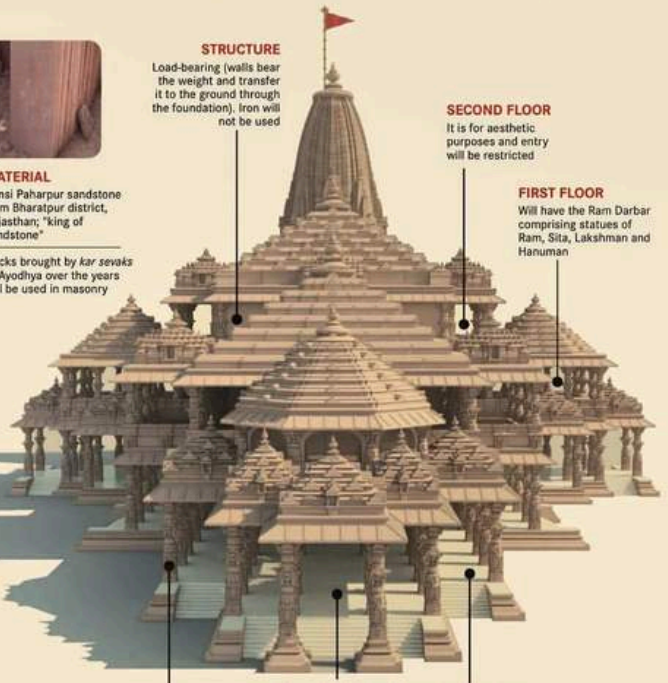 STRUCTURE
Load-bearing (walls bear
the weight and transfer
it to the ground through
the foundation). Iron will
not be used
SECOND FLOOR
It is for aesthetic
purposes and entry
will be restricted
FIRST FLOOR
Will have the Ram Darbar
comprising statues of
Ram, Sita, Lakshman and
Hanuman
ATERIAL
nsi Paharpur sandstone
m Bharatpur district,
jasthan; "king of
ndstone"
cks brought by kar sevaks
Ayodhya over the years
l be used in masonry